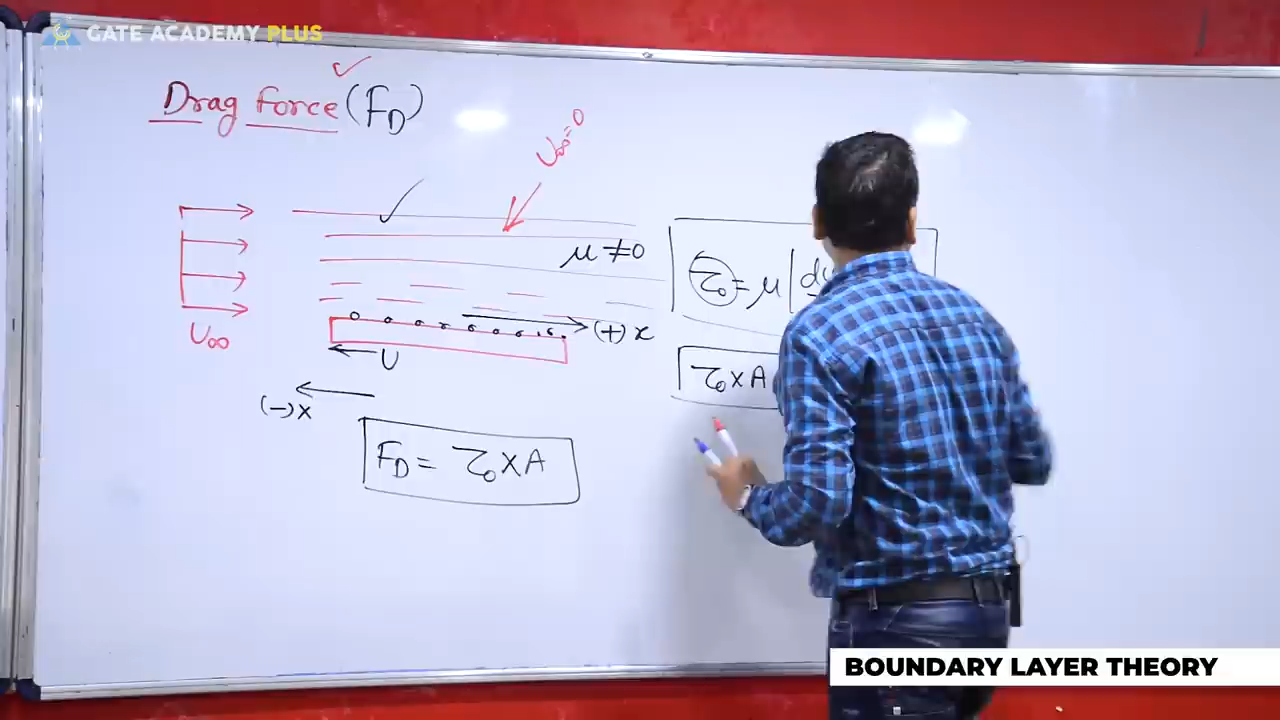 GATE ACADEMY PLUS
Drag Force (F_D)
U∞=0
μ ≠ 0
τ₀ = μ
U∞
(+) x
U
τ₀ x A
(-) x
F_D = τ₀ x A
BOUNDARY LAYER THEORY